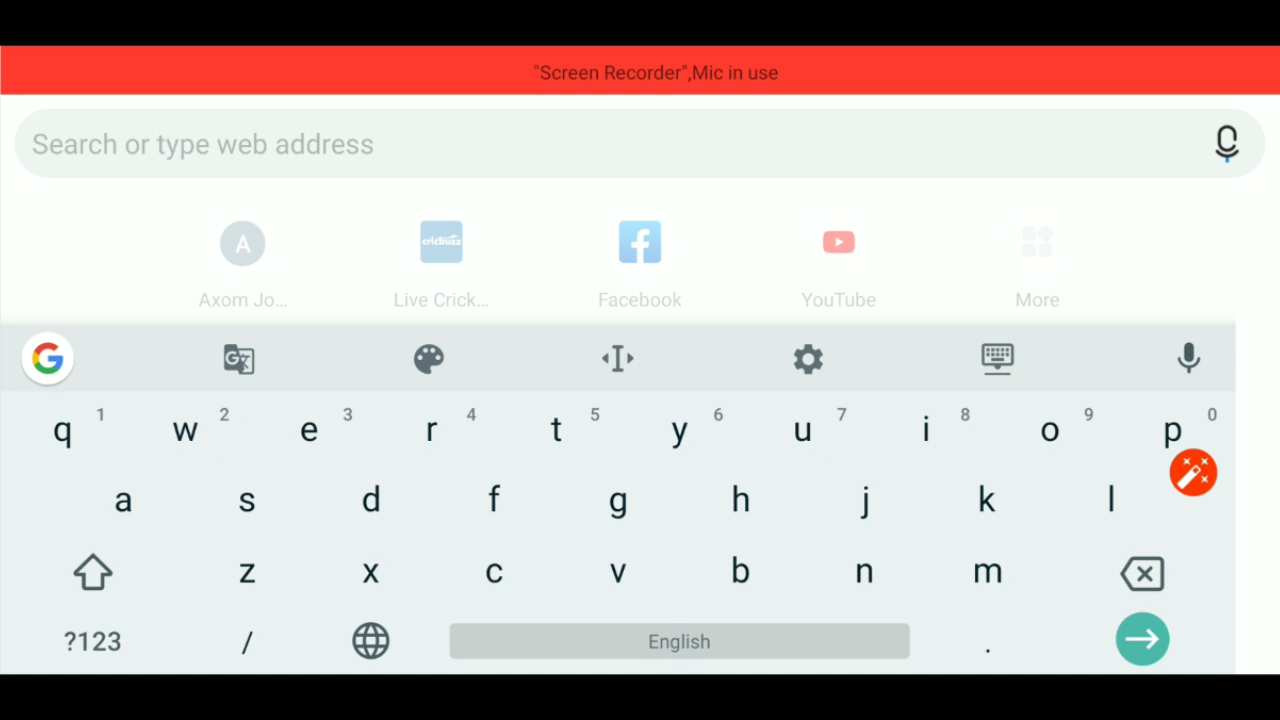 "Screen Recorder",Mic in use
Search or type web address
A
cricbuzz
Axom Jo...
Live Crick...
Facebook
YouTube
More
q 1 w 2 e 3 r 4 t 5 y 6 u 7 i 8 o 9 p 0
a s d f g h j k l
z x c v b n m
?123 / English .